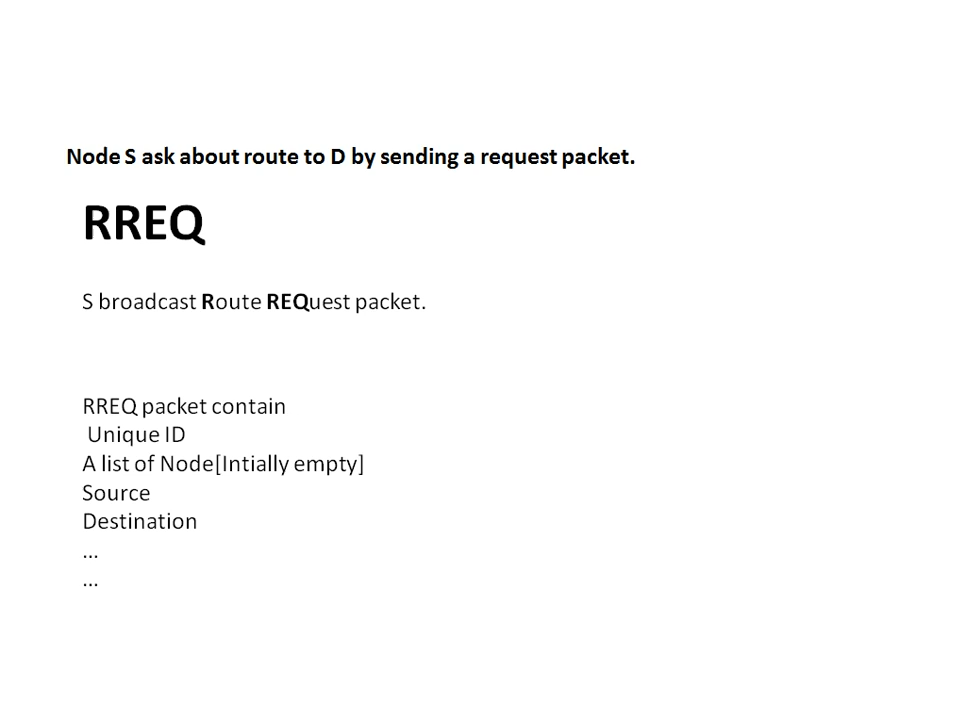 Node S ask about route to D by sending a request packet.
RREQ
S broadcast Route REQuest packet.
RREQ packet contain
Unique ID
A list of Node[Intially empty]
Source
Destination
...
...